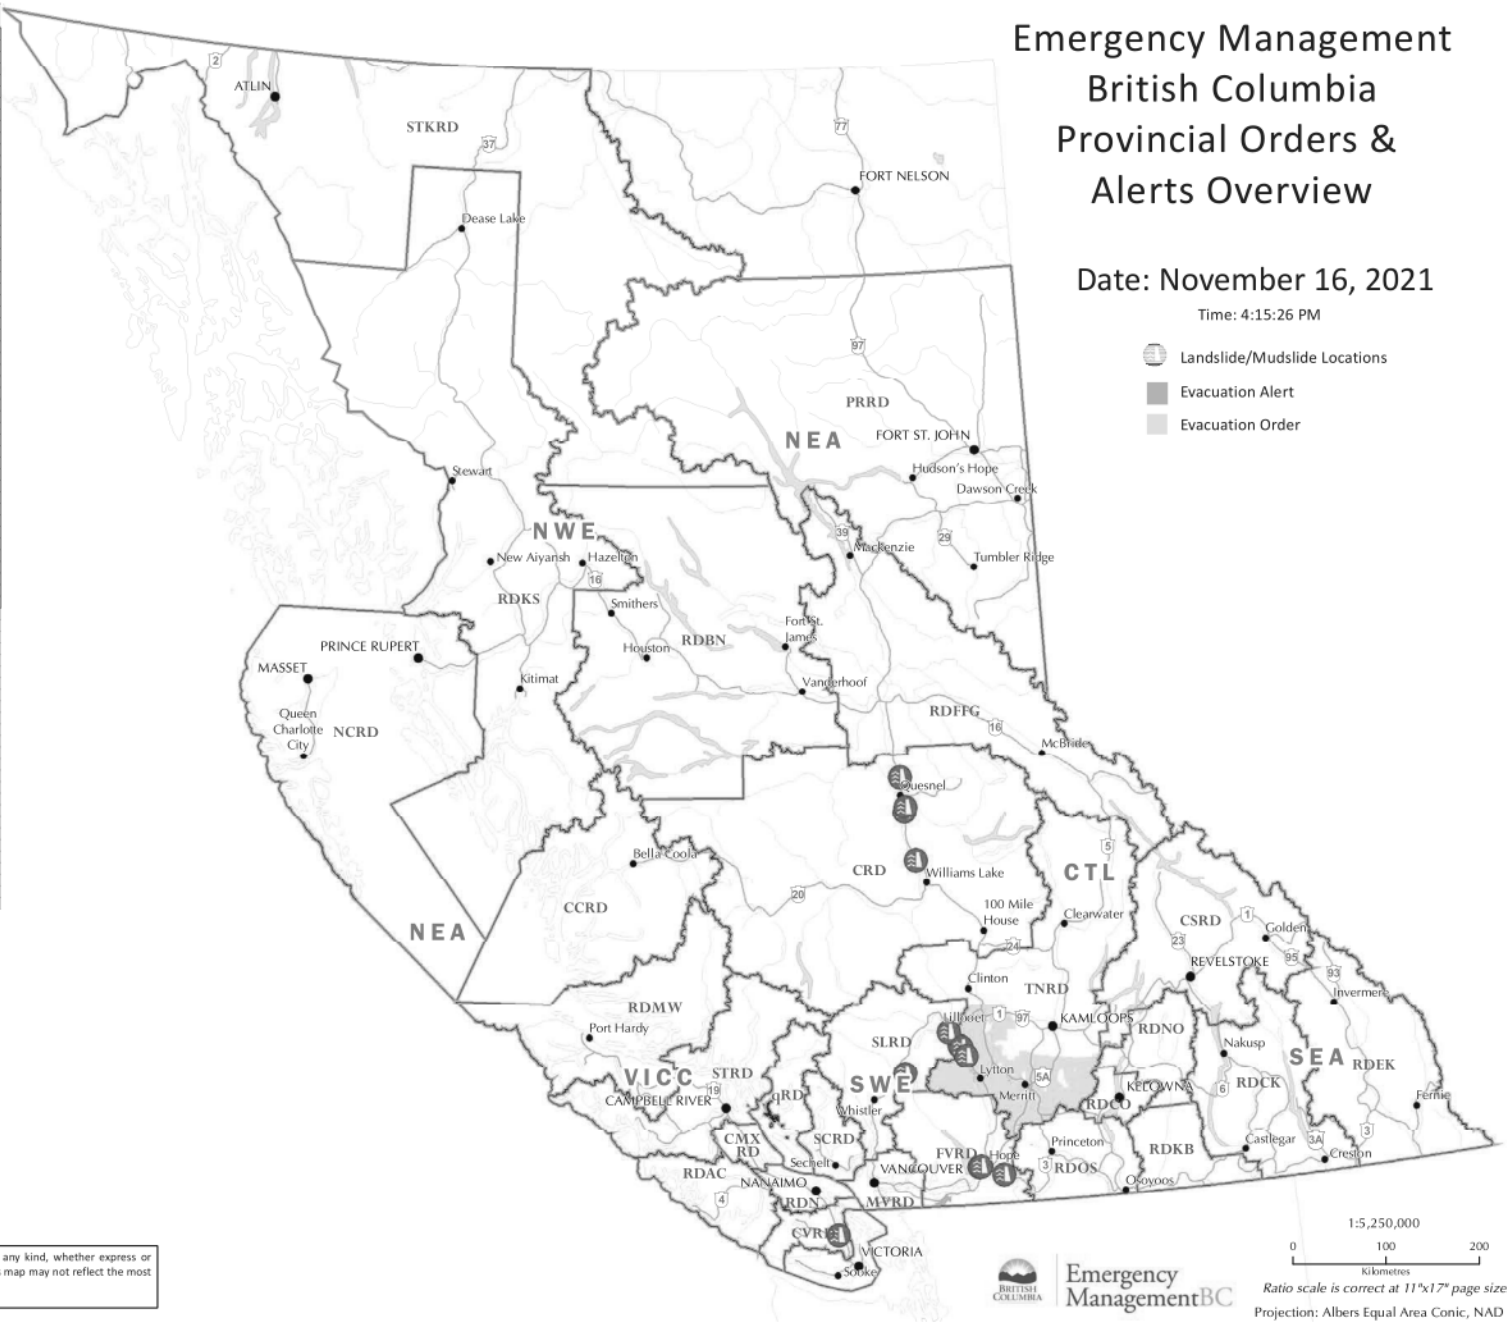 Emergency Management
British Columbia
Provincial Orders &
Alerts Overview
Date: November 16, 2021
Time: 4:15:26 PM
Landslide/Mudslide Locations
Evacuation Alert
Evacuation Order
2
ATLIN
STKRD
37
77
FORT NELSON
Dease Lake
97
PRRD
NEA
FORT ST. JOHN
Hudson's Hope
Dawson Creek
Stewart
NWE
39
29
Mackenzie
Tumbler Ridge
New Aiyansh
Hazelton
16
RDKS
Smithers
Fort St.
James
RDBN
Houston
PRINCE RUPERT
MASSET
Kitimat
Vanderhoof
Queen
Charlotte
City
NCRD
RDFFG
16
McBride
Quesnel
Bella Coola
CRD
Williams Lake
5
CTL
20
CCRD
100 Mile
House
Clearwater
NEA
24
CSRD
1
Golden
23
95
REVELSTOKE
93
Invermere
Clinton
TNRD
RDMW
Port Hardy
Lillooet
1
97
KAMLOOPS
RDNO
SLRD
Nakusp
SEA
RDEK
VICC
STRD
19
SWE
Lytton
5A
Merritt
KELOWNA
RDCO
6
RDCK
CAMPBELL RIVER
qRD
Whistler
Fernie
CMX
RD
SCRD
Princeton
RDKB
Castlegar
3A
3
Creston
RDAC
Sechelt
FVRD
Hope
VANCOUVER
3
RDOS
4
NANAIMO
RDN
MVRD
Osoyoos
VICTORIA
Sooke
1:5,250,000
0 100 200
Kilometres
Ratio scale is correct at 11"x17" page size
Projection: Albers Equal Area Conic, NAD
BRITISH
COLUMBIA
Emergency
ManagementBC
any kind, whether express or
map may not reflect the most